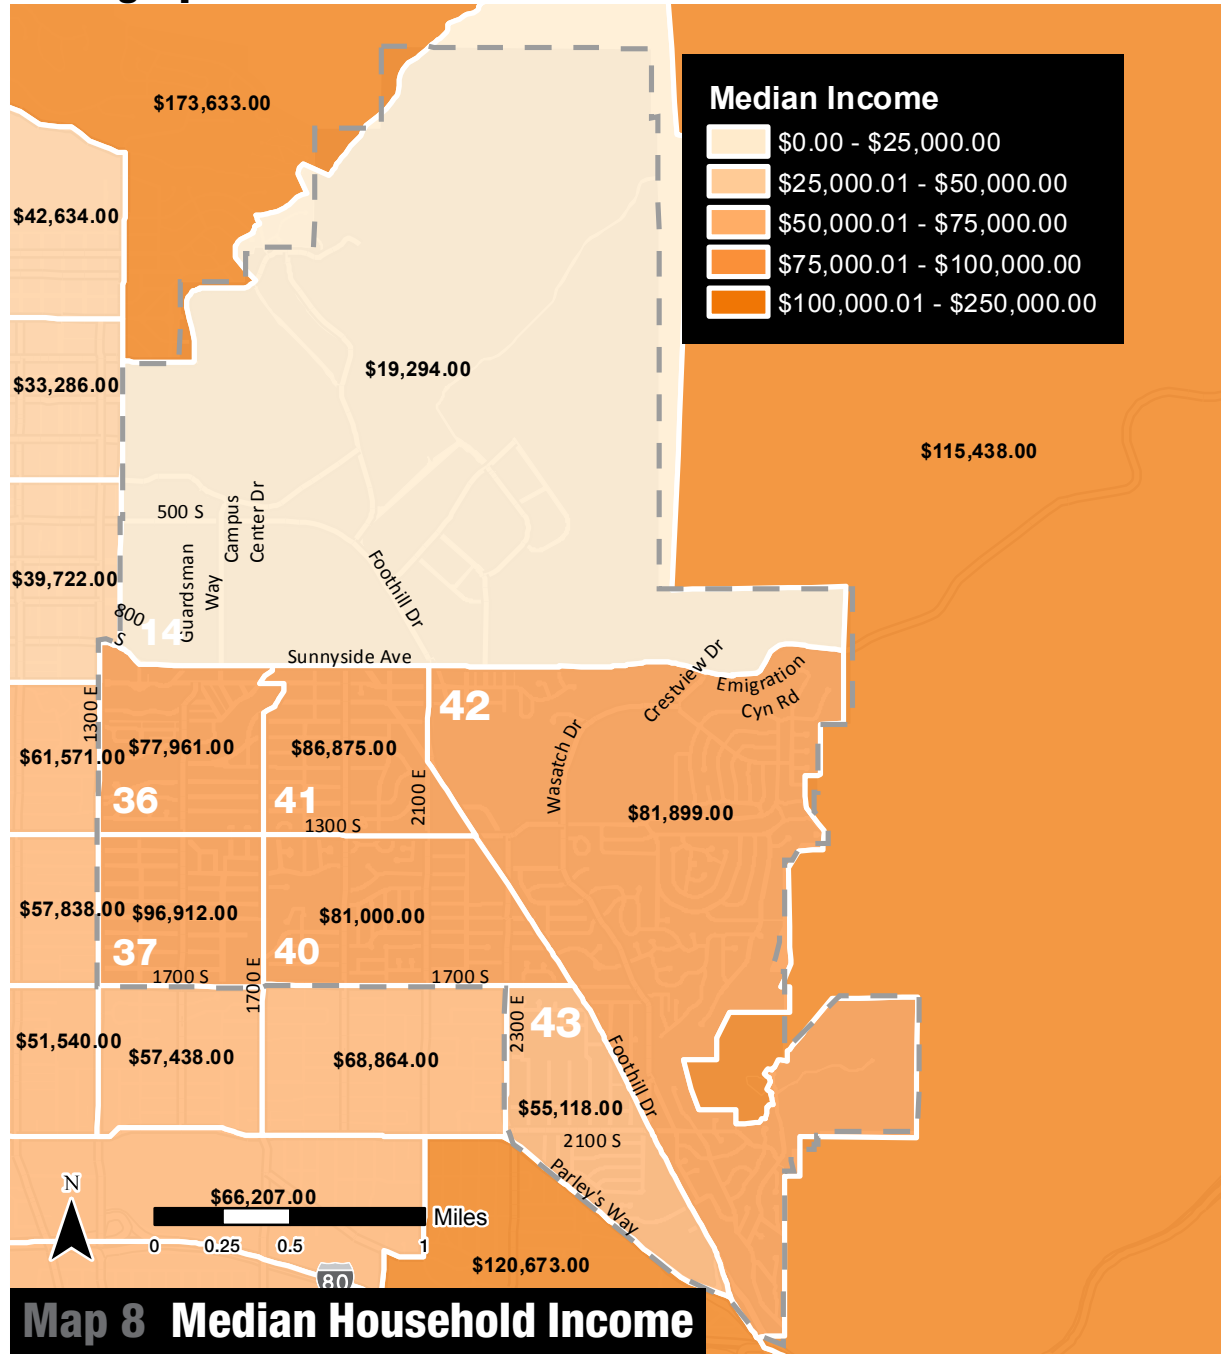 $173,633.00
Median Income
$0.00 - $25,000.00
$25,000.01 - $50,000.00
$50,000.01 - $75,000.00
$75,000.01 - $100,000.00
$100,000.01 - $250,000.00
$42,634.00
$33,286.00
$19,294.00
$115,438.00
500 S
Campus
Center Dr
Guardsman
Way
Foothill Dr
$39,722.00
800
S
14
Sunnyside Ave
Crestview Dr
Emigration
Cyn Rd
1300 E
42
Wasatch Dr
$61,571.00
$77,961.00
$86,875.00
2100 E
$81,899.00
36
41
1300 S
$57,838.00
$96,912.00
$81,000.00
37
40
1700 S
1700 E
1700 S
2300 E
43
$51,540.00
$57,438.00
$68,864.00
Foothill Dr
$55,118.00
2100 S
Parley's Way
N
$66,207.00
Miles
0 0.25 0.5 1
$120,673.00
80
Map 8 Median Household Income